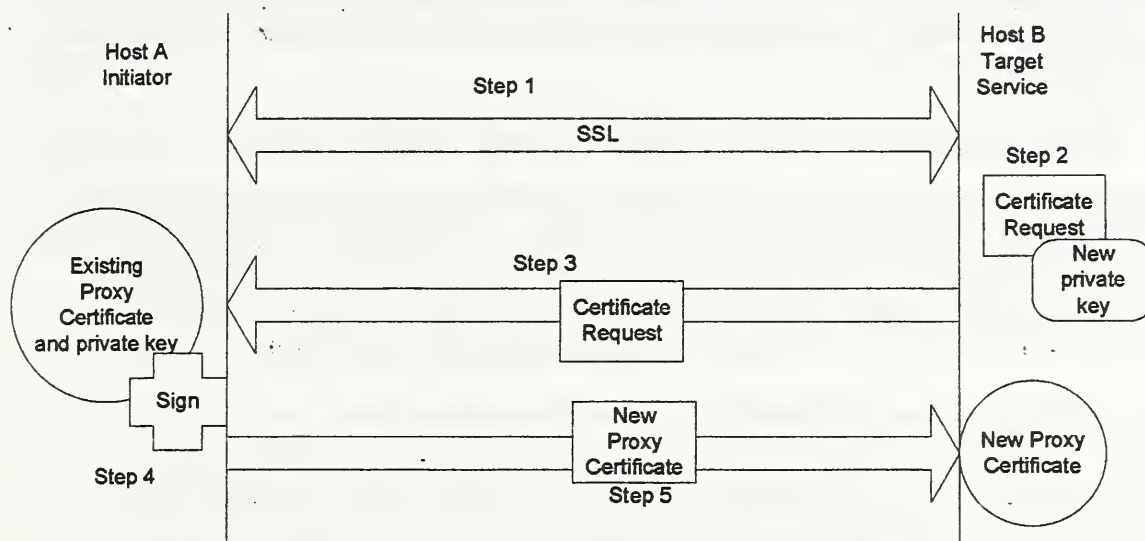 Host A
Initiator
Host B
Target
Service
Step 1
SSL
Step 2
Certificate
Request
New
private
key
Step 3
Certificate
Request
Existing
Proxy
Certificate
and private key
Sign
Step 4
New
Proxy
Certificate
Step 5
New Proxy
Certificate